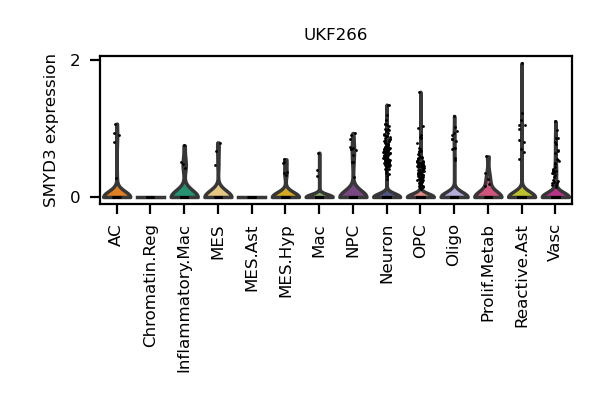 UKF266
SMYD3 expression
2
0
AC
Chromatin.Reg
Inflammatory.Mac
MES
MES.Ast
MES.Hyp
Mac
NPC
Neuron
OPC
Oligo
Prolif.Metab
Reactive.Ast
Vasc